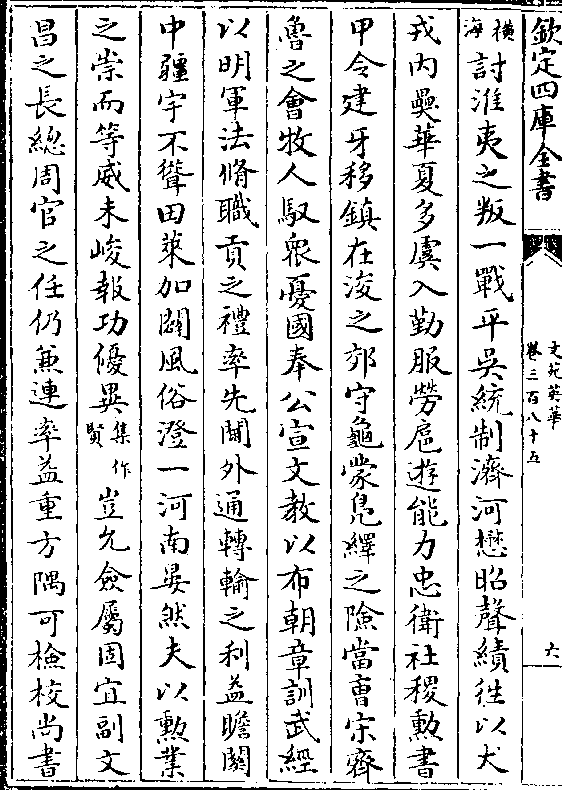 欽定四庫全書
文苑英華
卷三百八十五
六
橫海討淮夷之叛一戰平吳統制濟河懋昭聲績徃以犬
戎内㷟華夏多虞入勤服勞扈遊能力忠衛社稷勲書
甲令建牙移鎮在浚之郊守龜蒙鳬繹之險當曺宋齊
魯之會牧人馭衆憂國奉公宣文教以布朝章訓武經
以明軍法脩職貢之禮率先閫外通轉輸之利益贍關
中疆宇不聳田萊加闢風俗澄一河南晏然夫以勲業
之崇而等威未峻報功優異集作賢豈允僉屬固宜副文
昌之長總周官之任仍兼連率益重方隅可檢校尚書